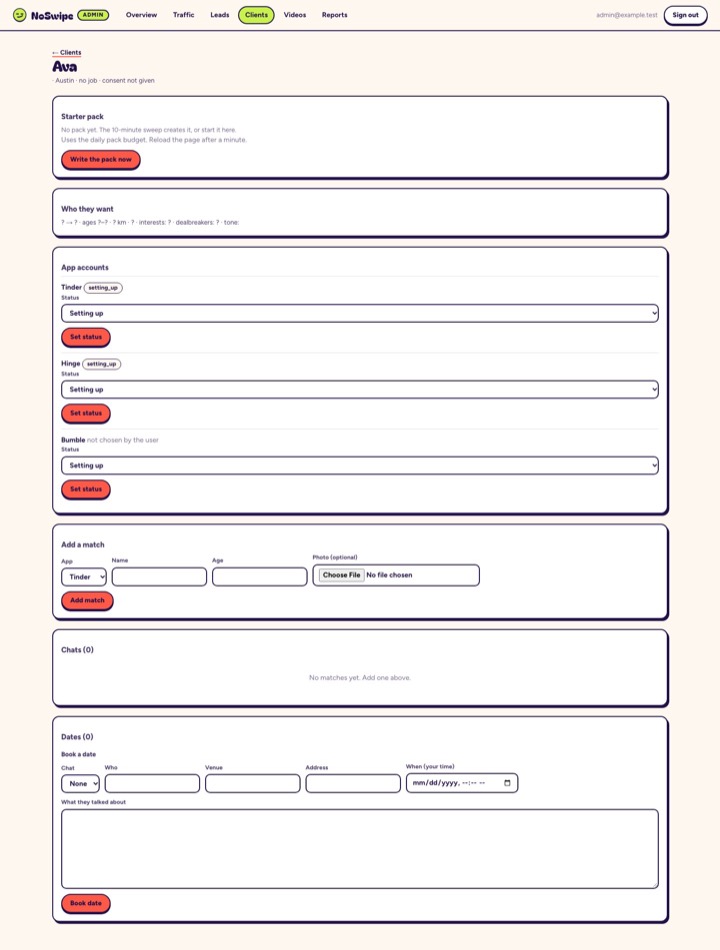 NoSwipe ADMIN Overview Traffic Leads Clients Videos Reports admin@example.test Sign out
← Clients
Ava
· Austin · no job · consent not given
Starter pack
No pack yet. The 10-minute sweep creates it, or start it here.
Uses the daily pack budget. Reload the page after a minute.
Write the pack now
Who they want
? → ? · ages ?–? · ? km · ? · interests: ? · dealbreakers: ? · tone:
App accounts
Tinder setting_up
Status
Setting up
Set status
Hinge setting_up
Status
Setting up
Set status
Bumble not chosen by the user
Status
Setting up
Set status
Add a match
App Name Age Photo (optional)
Tinder Choose File No file chosen
Add match
Chats (0)
No matches yet. Add one above.
Dates (0)
Book a date
Chat Who Venue Address When (your time)
None mm/dd/yyyy, --:-- --
What they talked about
Book date